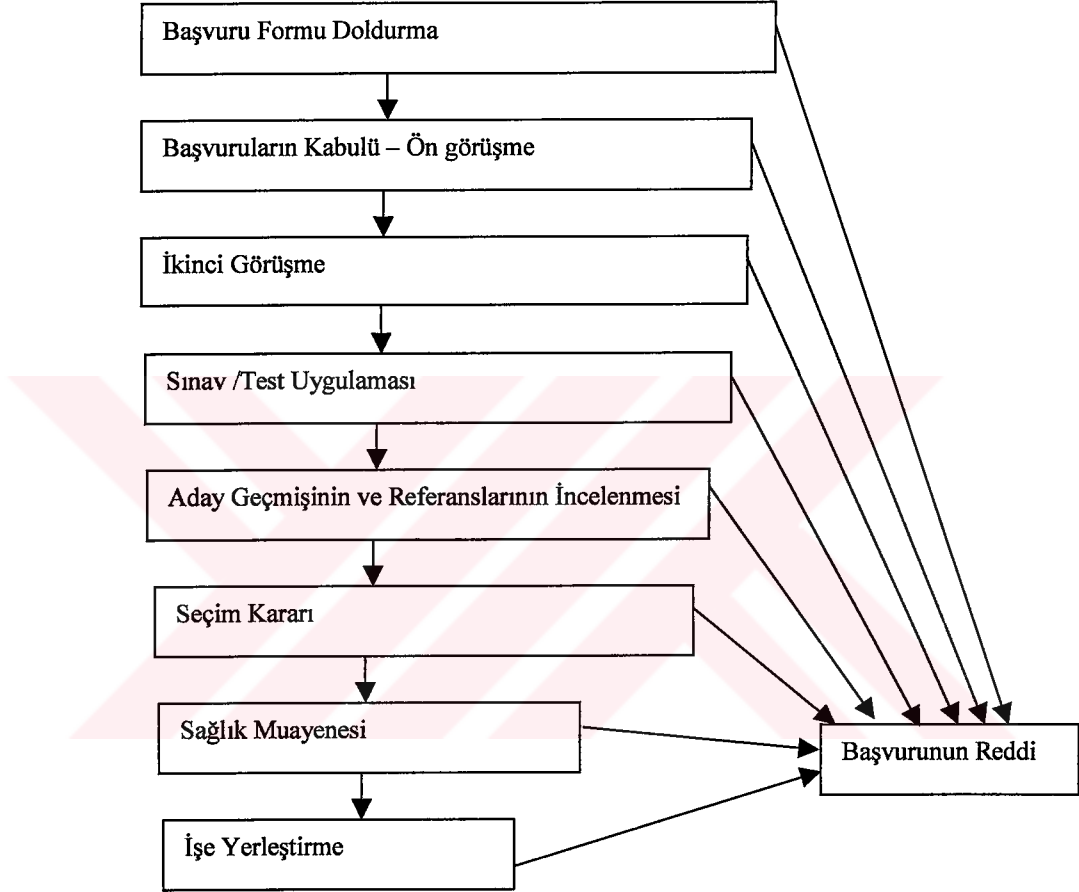 Başvuru Formu Doldurma
Başvuruların Kabulü – Ön görüşme
İkinci Görüşme
Sınav /Test Uygulaması
Aday Geçmişinin ve Referanslarının İncelenmesi
Seçim Kararı
Sağlık Muayenesi
Başvurunun Reddi
İşe Yerleştirme